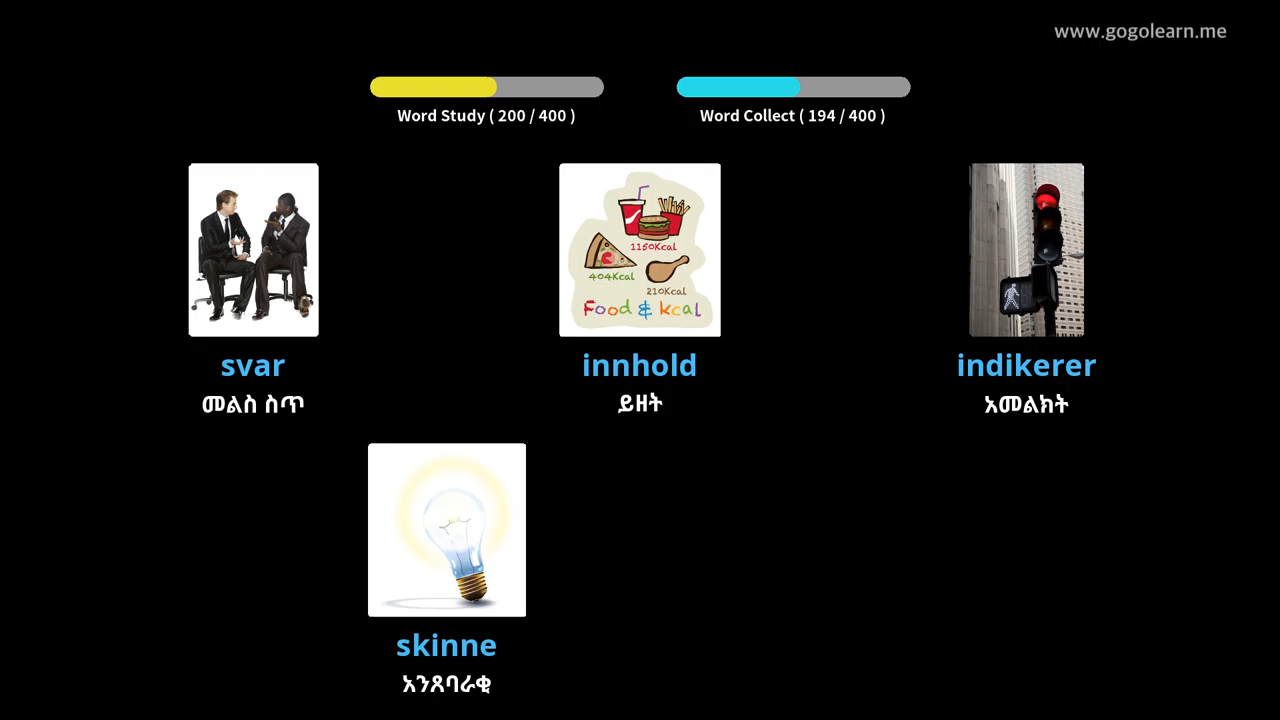 www.gogolearn.me
Word Study ( 200 / 400 )
Word Collect ( 194 / 400 )
1150Kcal
404Kcal
210Kcal
Food & kcal
svar
innhold
indikerer
መልስ ስጥ
ይዘት
አመልክት
skinne
አንጸባራቂ